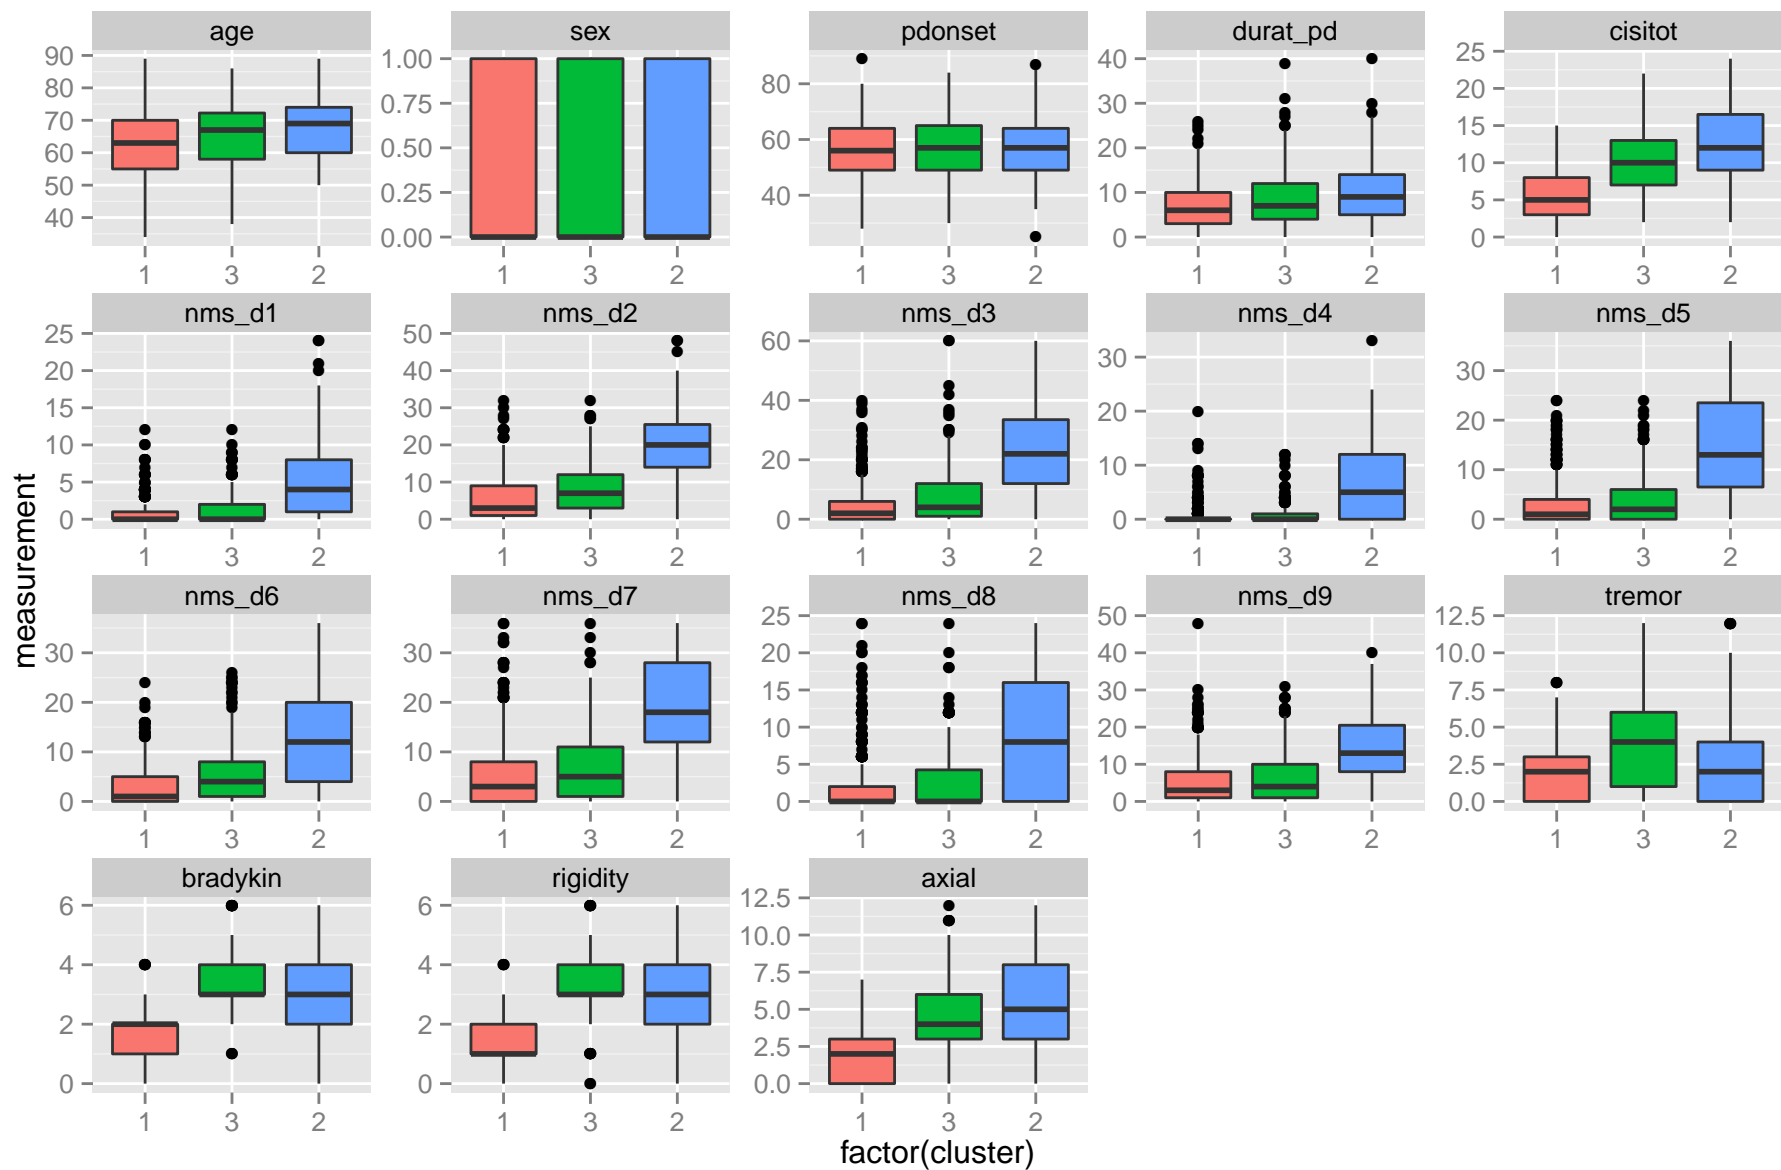 age sex pdonset durat_pd cisitot
90 80 70 60 50 40
1.00 0.75 0.50 0.25 0.00
80 60 40
40 30 20 10 0
25 20 15 10 5 0
1 3 2 1 3 2 1 3 2 1 3 2 1 3 2
nms_d1 nms_d2 nms_d3 nms_d4 nms_d5
25 20 15 10 5 0
50 40 30 20 10 0
60 40 20 0
30 20 10 0
30 20 10 0
1 3 2 1 3 2 1 3 2 1 3 2 1 3 2
measurement
nms_d6 nms_d7 nms_d8 nms_d9 tremor
30 20 10 0
30 20 10 0
25 20 15 10 5 0
50 40 30 20 10 0
12.5 10.0 7.5 5.0 2.5 0.0
1 3 2 1 3 2 1 3 2 1 3 2 1 3 2
bradykin rigidity axial
6 4 2 0
6 4 2 0
12.5 10.0 7.5 5.0 2.5 0.0
1 3 2 1 3 2 1 3 2
factor(cluster)